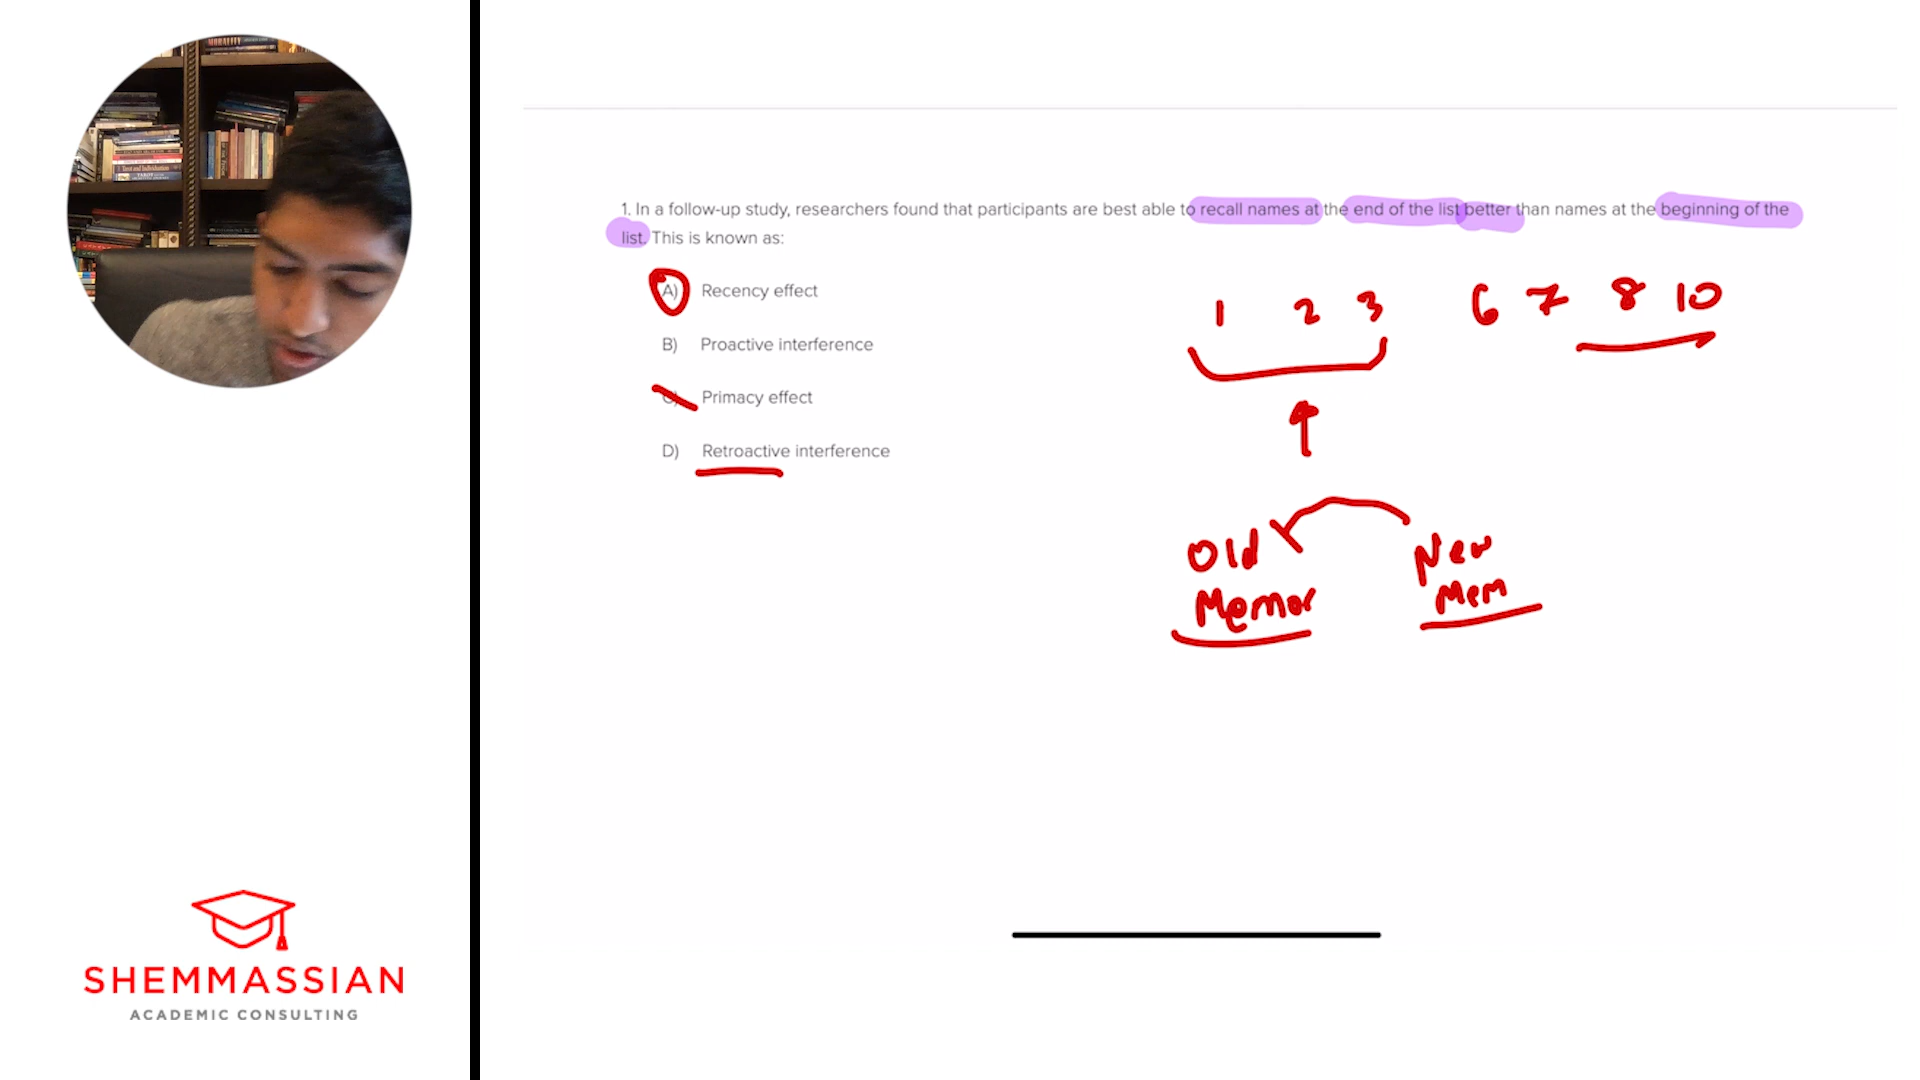 1. In a follow-up study, researchers found that participants are best able to recall names at the end of the list better than names at the beginning of the
list. This is known as:
A) Recency effect
B) Proactive interference
C) Primacy effect
D) Retroactive interference
1 2 3 6 7 8 10
Old New
Memor Mem
SHEMMASSIAN
ACADEMIC CONSULTING